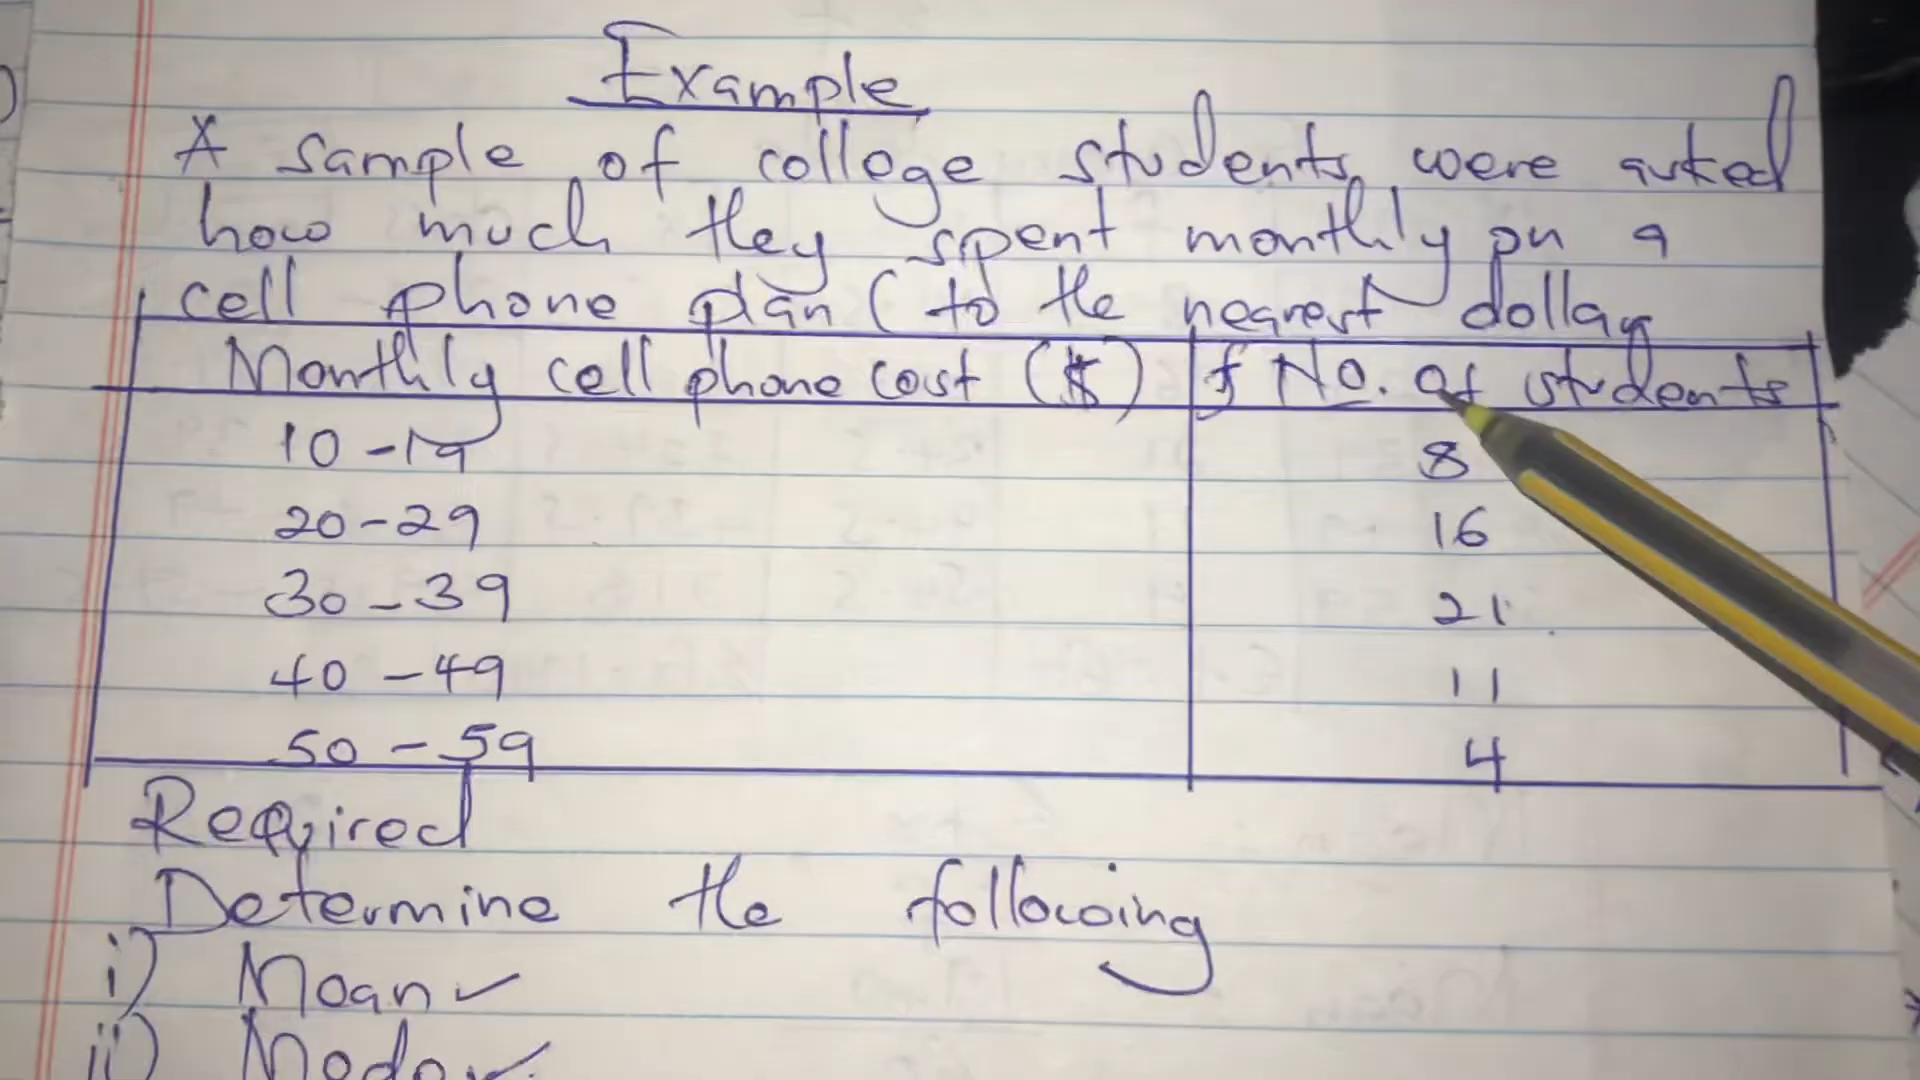 Example
A sample of college students were asked
how much they spent monthly on a
cell phone plan (to the nearest dollar
Monthly cell phone cost ($) f No. of students
10 - 19 8
20 - 29 16
30 - 39 21
40 - 49 11
50 - 59 4
Required
Determine the following
i) Mean ✓
ii) Mode ✓